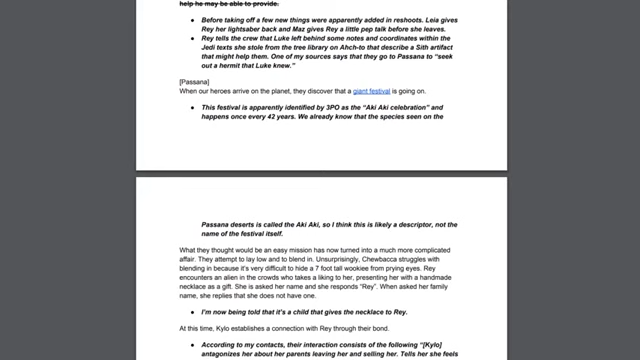 help he may be able to provide.
● Before taking off a few new things were apparently added in reshoots. Leia gives
Rey her lightsaber back and Maz gives Rey a little pep talk before she leaves.
● Rey tells the crew that Luke left behind some notes and coordinates within the
Jedi texts she stole from the tree library on Ahch-to that describe a Sith artifact
that might help them. One of my sources says that they go to Passana to “seek
out a hermit that Luke knew.”
[Passana]
When our heroes arrive on the planet, they discover that a giant festival is going on.
● This festival is apparently identified by 3PO as the “Aki Aki celebration” and
happens once every 42 years. We already know that the species seen on the
Passana deserts is called the Aki Aki, so I think this is likely a descriptor, not the
name of the festival itself.
What they thought would be an easy mission has now turned into a much more complicated
affair. They attempt to lay low and to blend in. Unsurprisingly, Chewbacca struggles with
blending in because it’s very difficult to hide a 7 foot tall wookiee from prying eyes. Rey
encounters an alien in the crowds who takes a liking to her, presenting her with a handmade
necklace as a gift. She is asked her name and she responds “Rey”. When asked her family
name, she replies that she does not have one.
● I’m now being told that it’s a child that gives the necklace to Rey.
At this time, Kylo establishes a connection with Rey through their bond.
● According to my contacts, their interaction consists of the following “[Kylo]
antagonizes her about her parents leaving her and selling her. Tells her she feels